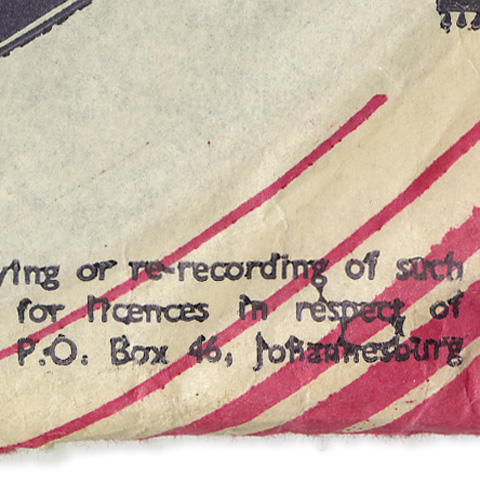 ying or re-recording of such
for licences in respect of
P.O. Box 46, Johannesburg